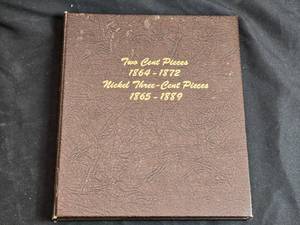 Two Cent Pieces
1864-1872
Nickel Three-Cent Pieces
1865-1889